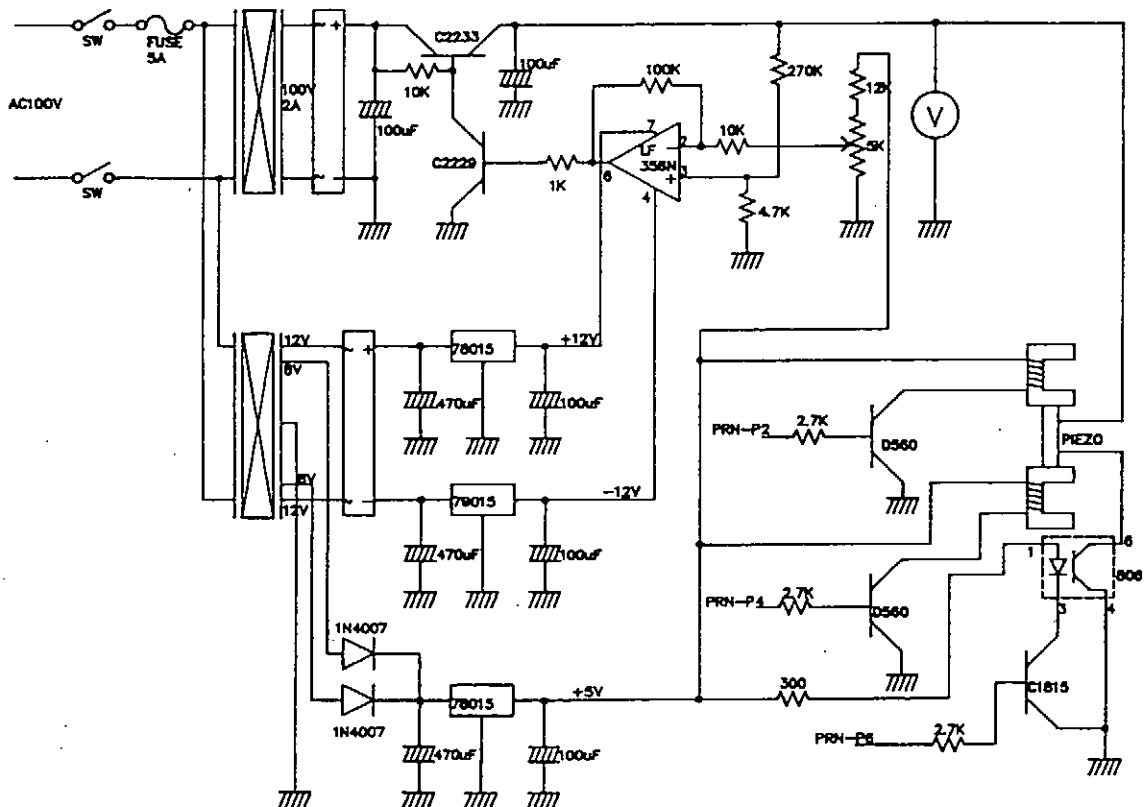 SW
FUSE
5A
AC100V
SW
100V
2A
~
+
~
-
C2233
10K
100uF
100uF
C2229
1K
100K
7
LF
356N
2
3
+
-
6
4
10K
270K
4.7K
12K
5K
V
12V
8V
8V
12V
~
+
~
-
78015
+12V
470uF
100uF
79015
-12V
470uF
100uF
1N4007
1N4007
78015
+5V
470uF
100uF
PRN-P2
2.7K
D560
PIEZO
PRN-P4
2.7K
D560
1
6
3
4
300
C1815
PRN-P6
2.7K